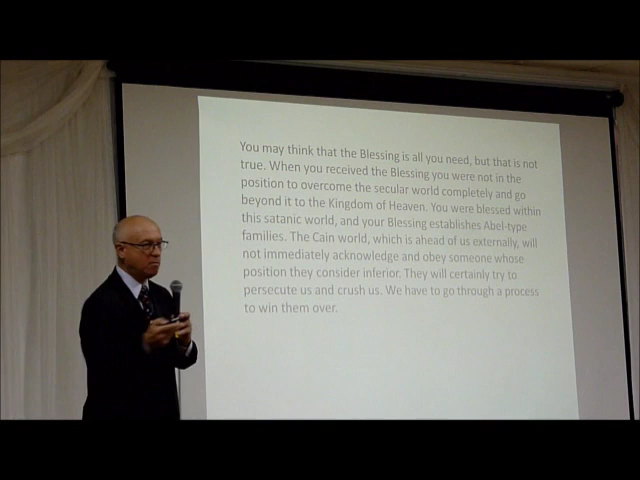 You may think that the Blessing is all you need, but that is not
true. When you received the Blessing you were not in the
position to overcome the secular world completely and go
beyond it to the Kingdom of Heaven. You were blessed within
this satanic world, and your Blessing establishes Abel-type
families. The Cain world, which is ahead of us externally, will
not immediately acknowledge and obey someone whose
position they consider inferior. They will certainly try to
persecute us and crush us. We have to go through a process
to win them over.